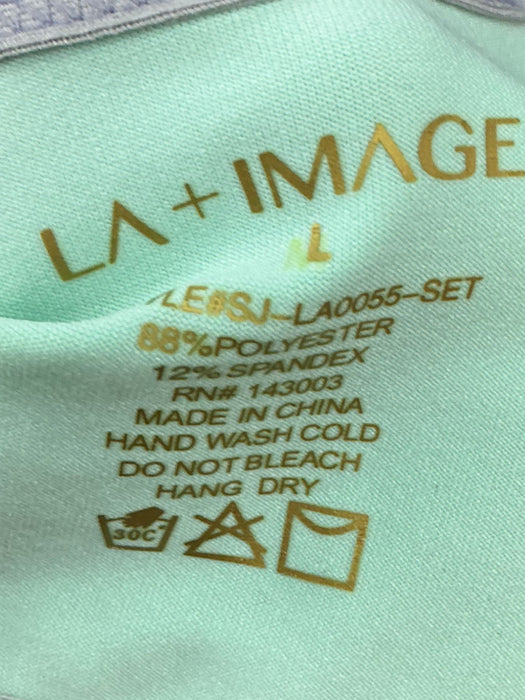 LA+IMAGE
L
LE#SJ-LA0055-SET
88%POLYESTER
12% SPANDEX
RN# 143003
MADE IN CHINA
HAND WASH COLD
DO NOT BLEACH
HANG DRY
30C